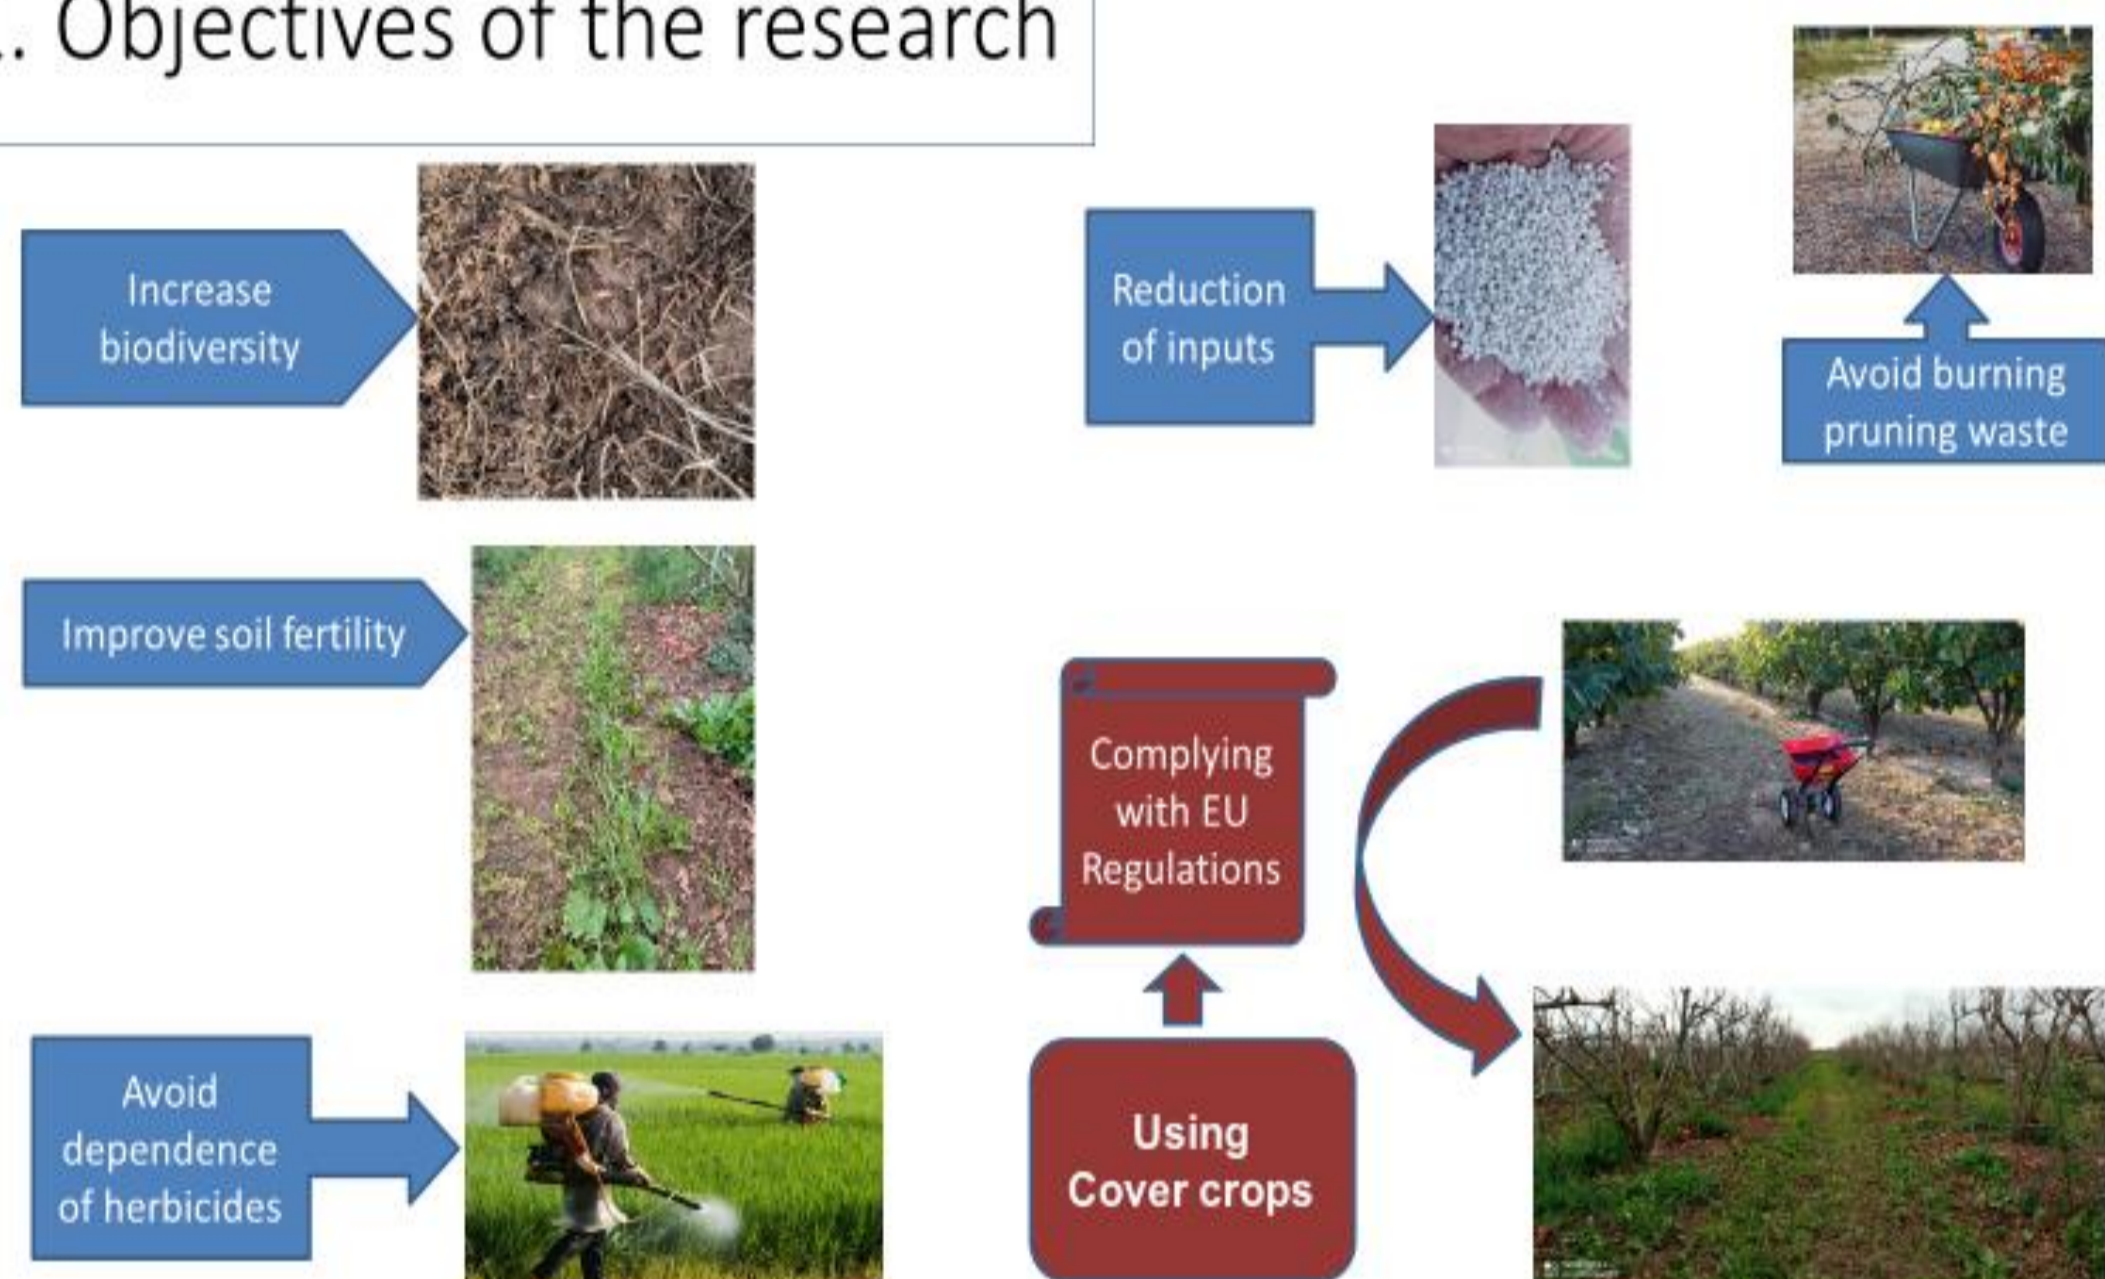 . Objectives of the research
Increase
biodiversity
Reduction
of inputs
Avoid burning
pruning waste
Improve soil fertility
Complying
with EU
Regulations
Avoid
dependence
of herbicides
Using
Cover crops